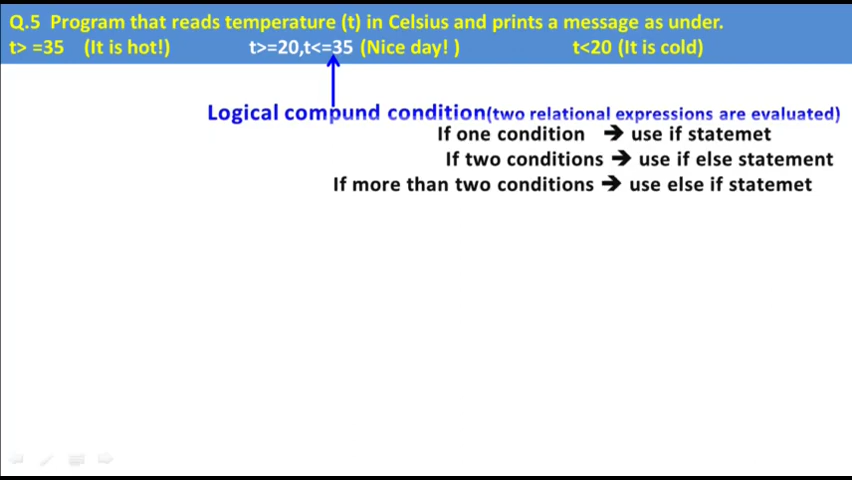 Q.5 Program that reads temperature (t) in Celsius and prints a message as under.
t> =35 (It is hot!) t>=20,t<=35 (Nice day! ) t<20 (It is cold)
Logical compund condition(two relational expressions are evaluated)
If one condition ➔ use if statemet
If two conditions ➔ use if else statement
If more than two conditions ➔ use else if statemet